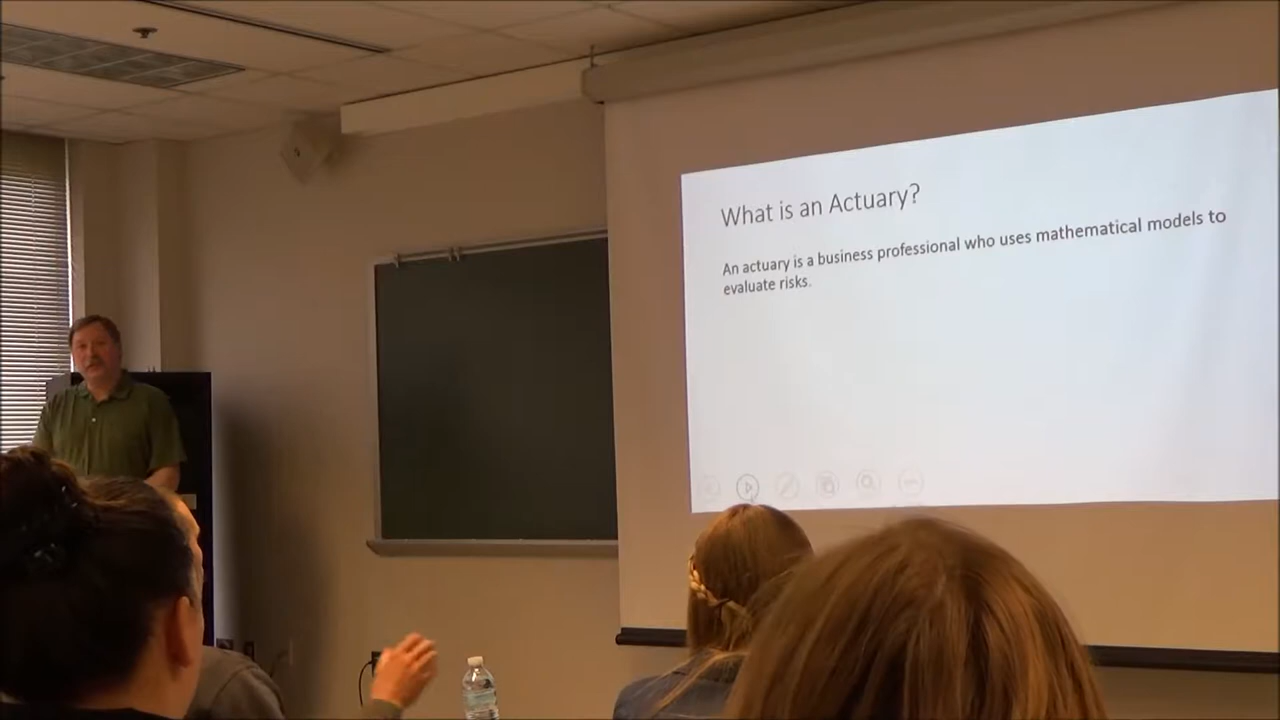 What is an Actuary?
An actuary is a business professional who uses mathematical models to
evaluate risks.